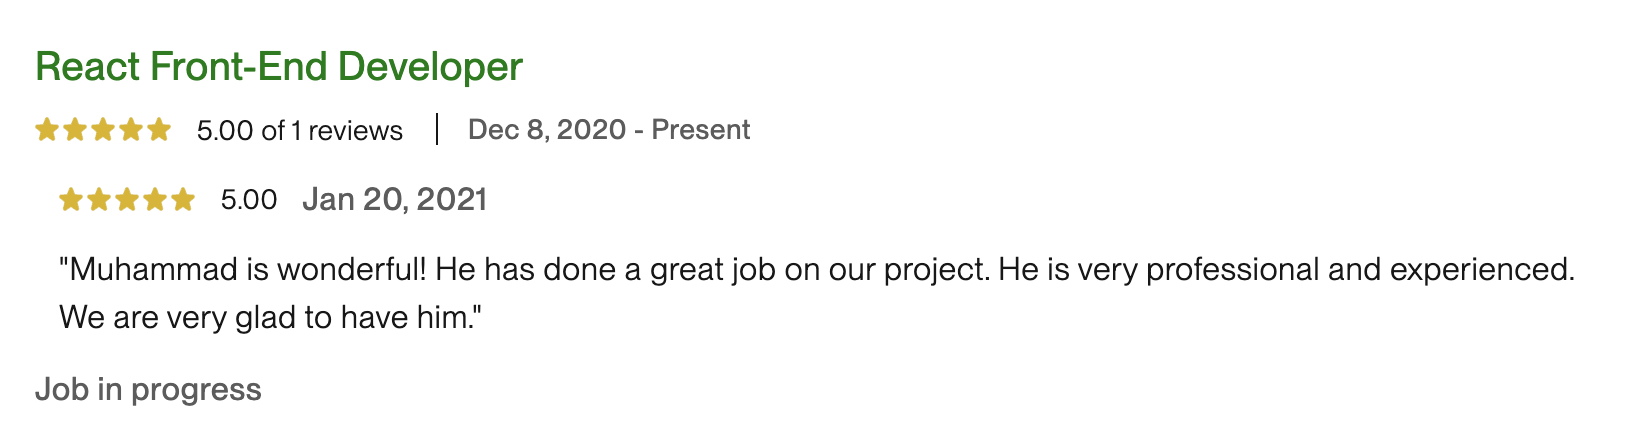 React Front-End Developer
5.00 of 1 reviews | Dec 8, 2020 - Present
5.00 Jan 20, 2021
"Muhammad is wonderful! He has done a great job on our project. He is very professional and experienced.
We are very glad to have him."
Job in progress